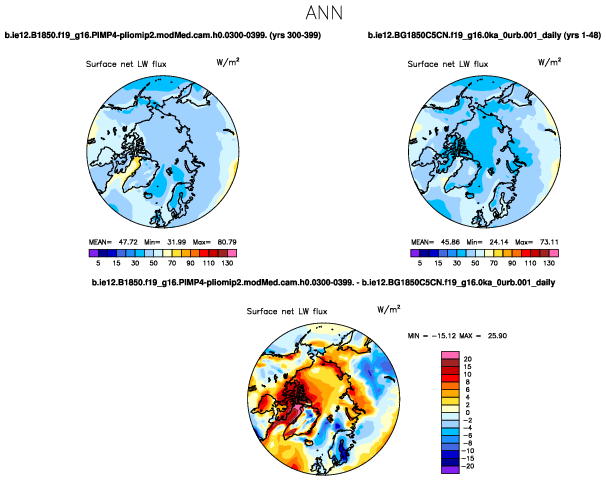 ANN
b.ie12.B1850.f19_g16.PIMP4-pliomip2.modMed.cam.h0.0300-0399. (yrs 300-399)
b.ie12.BG1850C5CN.f19_g16.0ka_0urb.001_daily (yrs 1-48)
Surface net LW flux W/m²
Surface net LW flux W/m²
MEAN= 47.72 Min= 31.99 Max= 80.79
MEAN= 45.86 Min= 24.14 Max= 73.11
5 15 30 50 70 90 110 130
5 15 30 50 70 90 110 130
b.ie12.B1850.f19_g16.PIMP4-pliomip2.modMed.cam.h0.0300-0399. - b.ie12.BG1850C5CN.f19_g16.0ka_0urb.001_daily
Surface net LW flux W/m²
MIN = -15.12 MAX = 25.90
20
15
10
8
6
4
2
0
-2
-4
-6
-8
-10
-15
-20